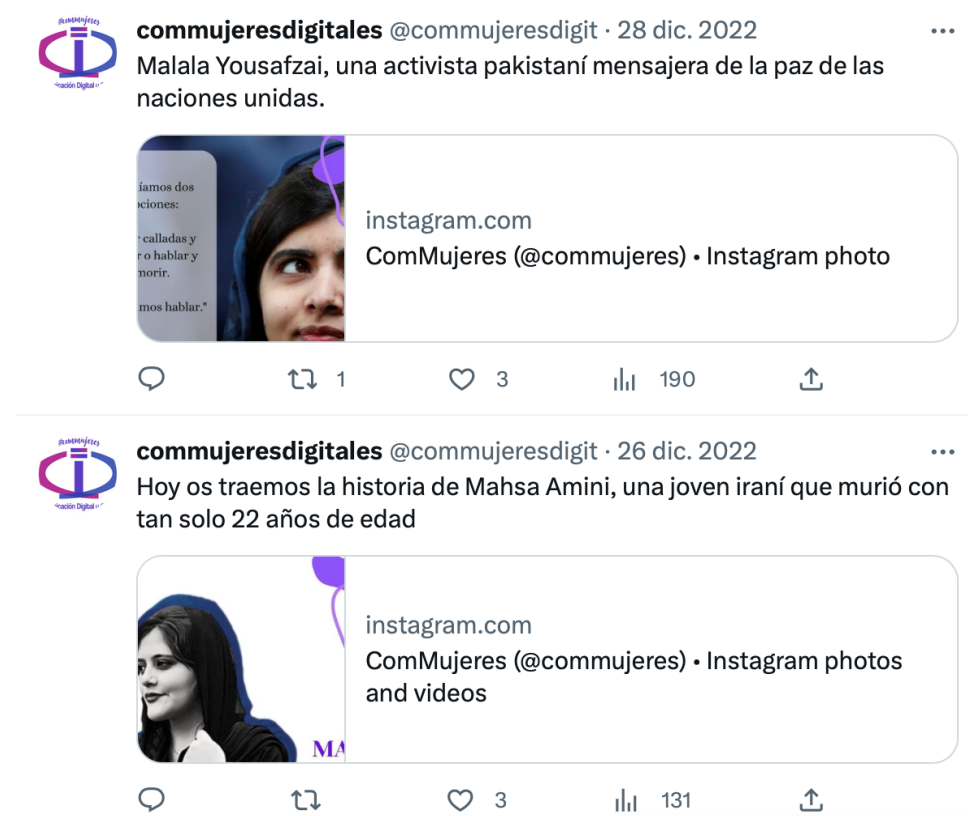 #commujeres
commujeresdigitales @commujeresdigit · 28 dic. 2022
Malala Yousafzai, una activista pakistaní mensajera de la paz de las
naciones unidas.
íamos dos
ciones:
calladas y
r o hablar y
morir.
mos hablar."
instagram.com
ComMujeres (@commujeres) • Instagram photo
1
3
190
commujeresdigitales @commujeresdigit · 26 dic. 2022
Hoy os traemos la historia de Mahsa Amini, una joven iraní que murió con
tan solo 22 años de edad
MA
instagram.com
ComMujeres (@commujeres) • Instagram photos
and videos
3
131